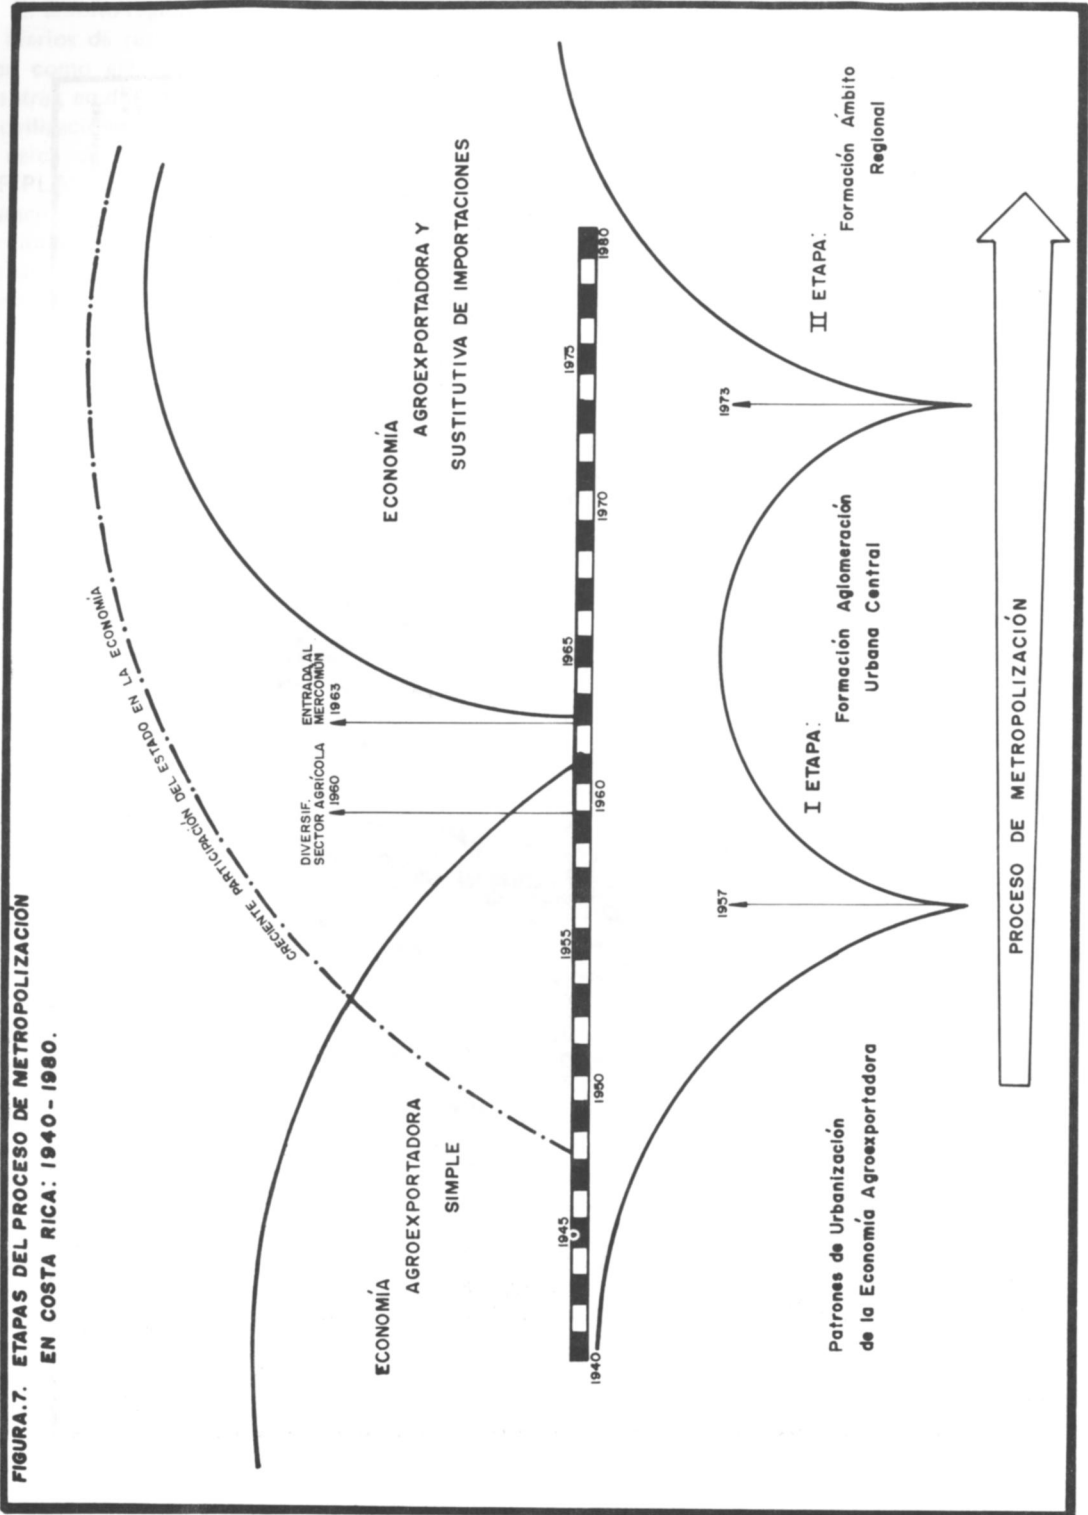 FIGURA.7. ETAPAS DEL PROCESO DE METROPOLIZACIÓN
EN COSTA RICA: 1940-1980.
CRECIENTE PARTICIPACIÓN DEL ESTADO EN LA ECONOMÍA
DIVERSIF.
SECTOR AGRÍCOLA
1960
ENTRADA AL
MERCOMÚN
1963
ECONOMÍA
AGROEXPORTADORA
SIMPLE
ECONOMÍA
AGROEXPORTADORA Y
SUSTITUTIVA DE IMPORTACIONES
1940
1945
1950
1955
1960
1965
1970
1975
1980
1957
1973
Patrones de Urbanización
de la Economía Agroexportadora
I ETAPA:
Formación Aglomeración
Urbana Central
II ETAPA:
Formación Ámbito
Regional
PROCESO DE METROPOLIZACIÓN